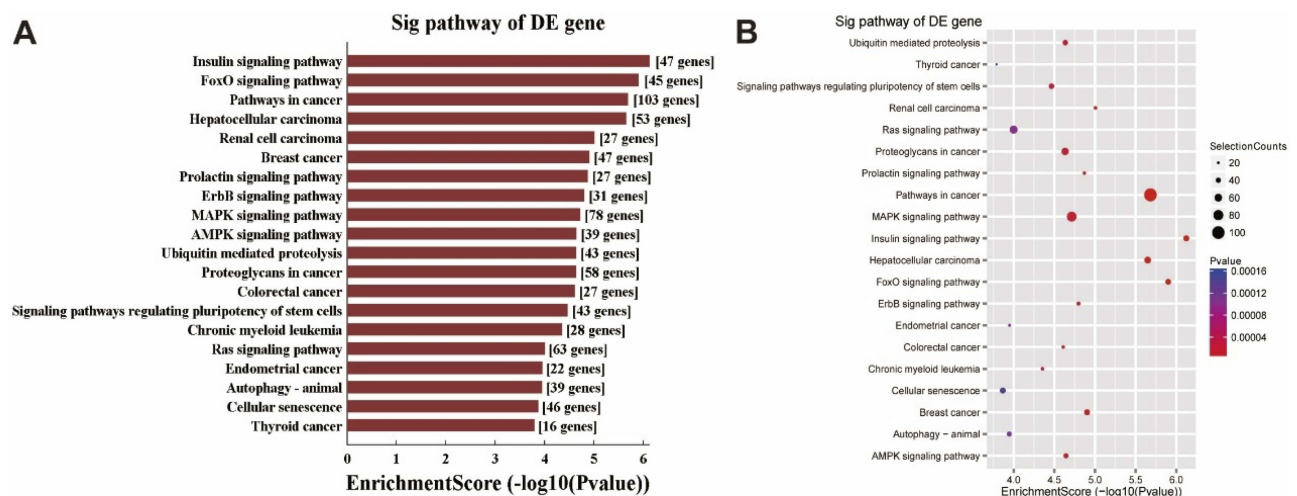 A
Sig pathway of DE gene
Insulin signaling pathway [47 genes]
FoxO signaling pathway [45 genes]
Pathways in cancer [103 genes]
Hepatocellular carcinoma [53 genes]
Renal cell carcinoma [27 genes]
Breast cancer [47 genes]
Prolactin signaling pathway [27 genes]
ErbB signaling pathway [31 genes]
MAPK signaling pathway [78 genes]
AMPK signaling pathway [39 genes]
Ubiquitin mediated proteolysis [43 genes]
Proteoglycans in cancer [58 genes]
Colorectal cancer [27 genes]
Signaling pathways regulating pluripotency of stem cells [43 genes]
Chronic myeloid leukemia [28 genes]
Ras signaling pathway [63 genes]
Endometrial cancer [22 genes]
Autophagy - animal [39 genes]
Cellular senescence [46 genes]
Thyroid cancer [16 genes]
0 1 2 3 4 5 6
EnrichmentScore (-log10(Pvalue))
B
Sig pathway of DE gene
Ubiquitin mediated proteolysis
Thyroid cancer
Signaling pathways regulating pluripotency of stem cells
Renal cell carcinoma
Ras signaling pathway
Proteoglycans in cancer
Prolactin signaling pathway
Pathways in cancer
MAPK signaling pathway
Insulin signaling pathway
Hepatocellular carcinoma
FoxO signaling pathway
ErbB signaling pathway
Endometrial cancer
Colorectal cancer
Chronic myeloid leukemia
Cellular senescence
Breast cancer
Autophagy − animal
AMPK signaling pathway
4.0 4.5 5.0 5.5 6.0
EnrichmentScore (−log10(Pvalue))
SelectionCounts
20
40
60
80
100
Pvalue
0.00016
0.00012
0.00008
0.00004